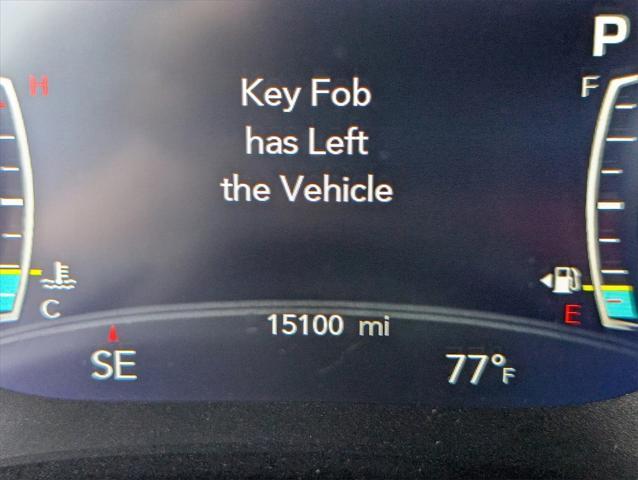 P
H
F
Key Fob
has Left
the Vehicle
C
E
15100 mi
SE
77°F